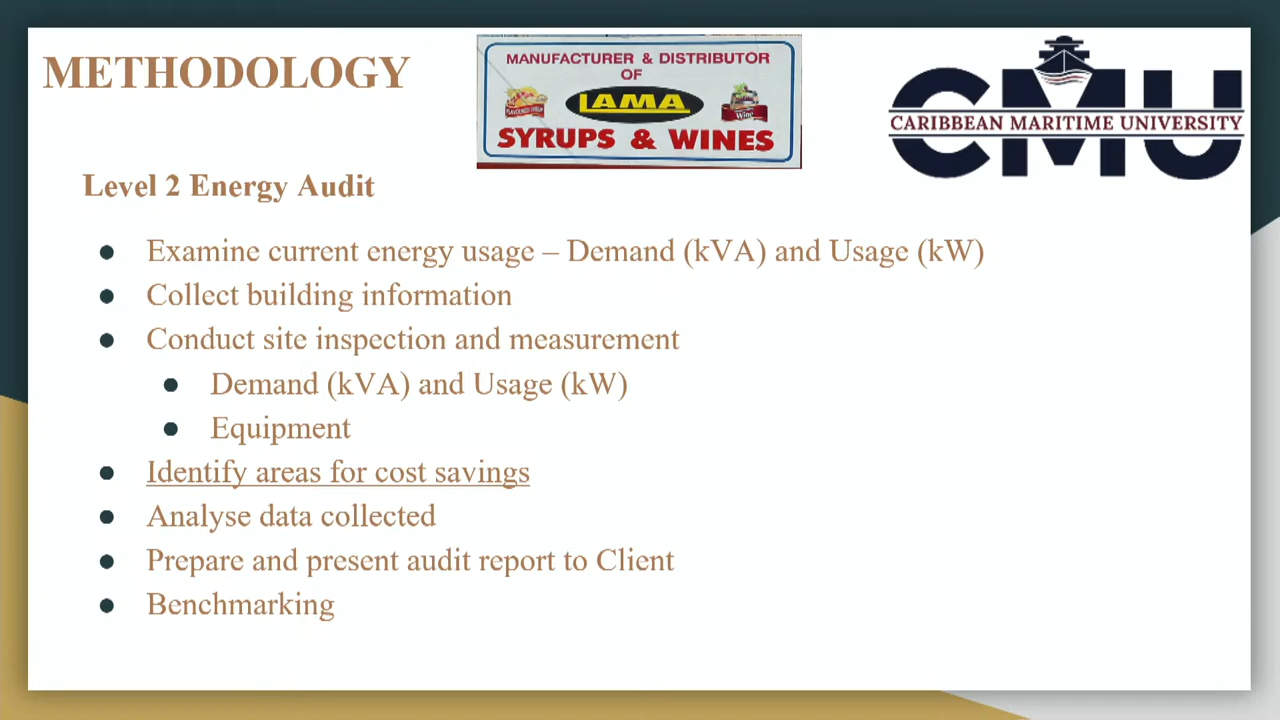 METHODOLOGY
MANUFACTURER & DISTRIBUTOR
OF
LAMA
SYRUPS & WINES
Wine
CARIBBEAN MARITIME UNIVERSITY
CMU
Level 2 Energy Audit
● Examine current energy usage – Demand (kVA) and Usage (kW)
● Collect building information
● Conduct site inspection and measurement
● Demand (kVA) and Usage (kW)
● Equipment
● Identify areas for cost savings
● Analyse data collected
● Prepare and present audit report to Client
● Benchmarking